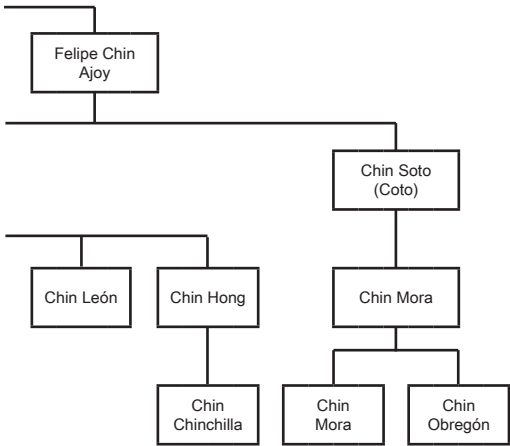 Felipe Chin
Ajoy
Chin Soto
(Coto)
Chin León
Chin Hong
Chin Mora
Chin
Chinchilla
Chin
Mora
Chin
Obregón